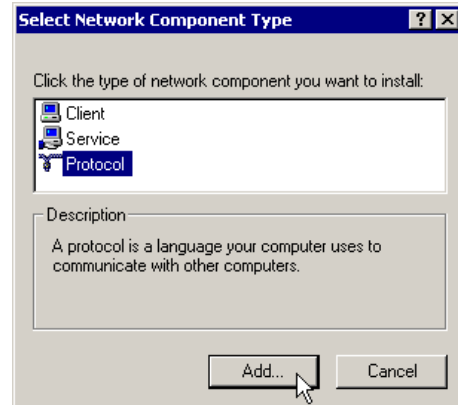 Select Network Component Type
Click the type of network component you want to install:
Client
Service
Protocol
Description
A protocol is a language your computer uses to
communicate with other computers.
Add... Cancel